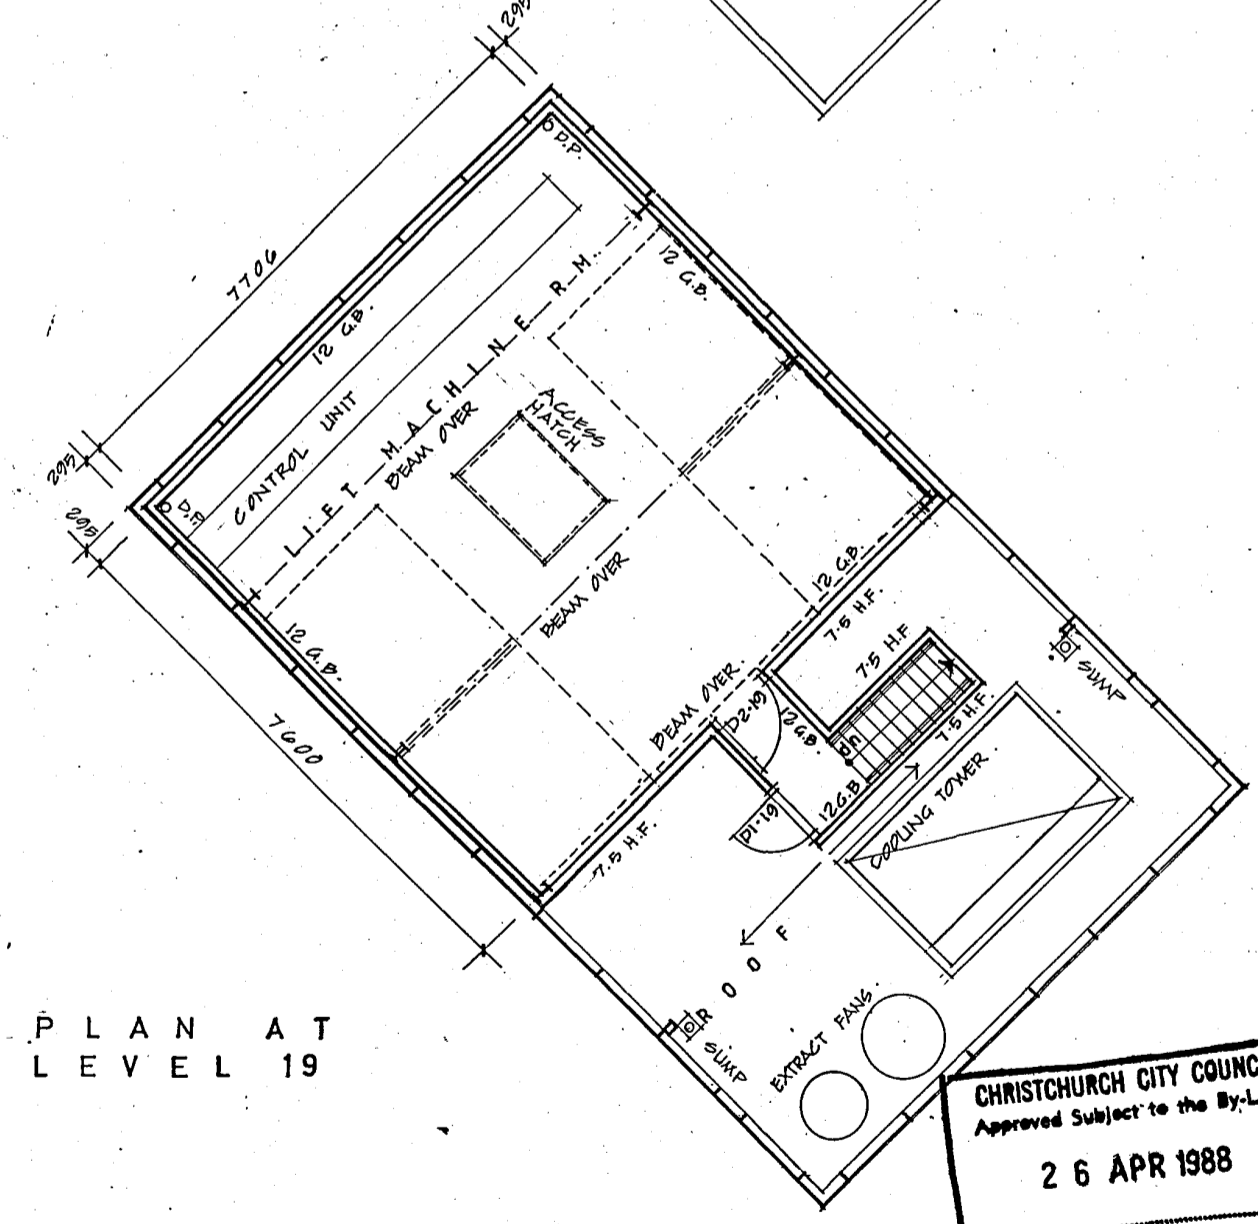 295
D.P.
7706
12 G.B.
12 G.B.
LIFT MACHINE RM.
BEAM OVER
ACCESS
HATCH
CONTROL UNIT
295
295
D.P.
12 G.B.
7600
BEAM OVER
12 G.B.
7.5 H.F.
7.5 H.F
SUMP
BEAM OVER.
D2-19
12 G.B.
up
7.5 H.F.
12 G.B
D1-19
COOLING TOWER.
7.5 H.F.
ROOF
SUMP
EXTRACT FANS.
PLAN AT
LEVEL 19
CHRISTCHURCH CITY COUNC
Approved Subject to the By-L
26 APR 1988